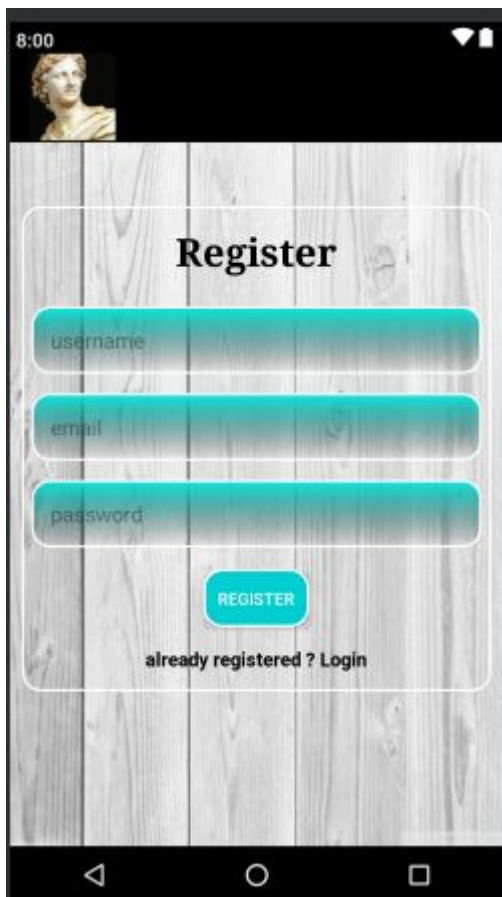 8:00
Register
username
email
password
REGISTER
already registered ? Login